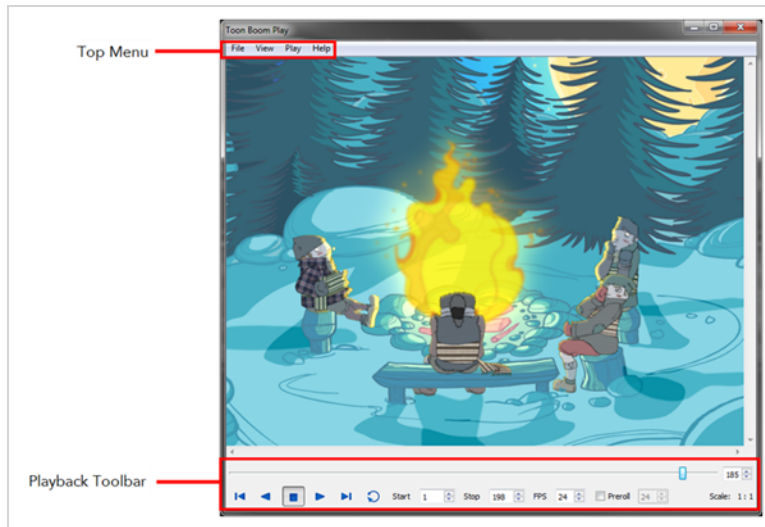 Toon Boom Play
Top Menu
File View Play Help
Playback Toolbar
185
Start 1 Stop 198 FPS 24 Preroll 24 Scale: 1 : 1